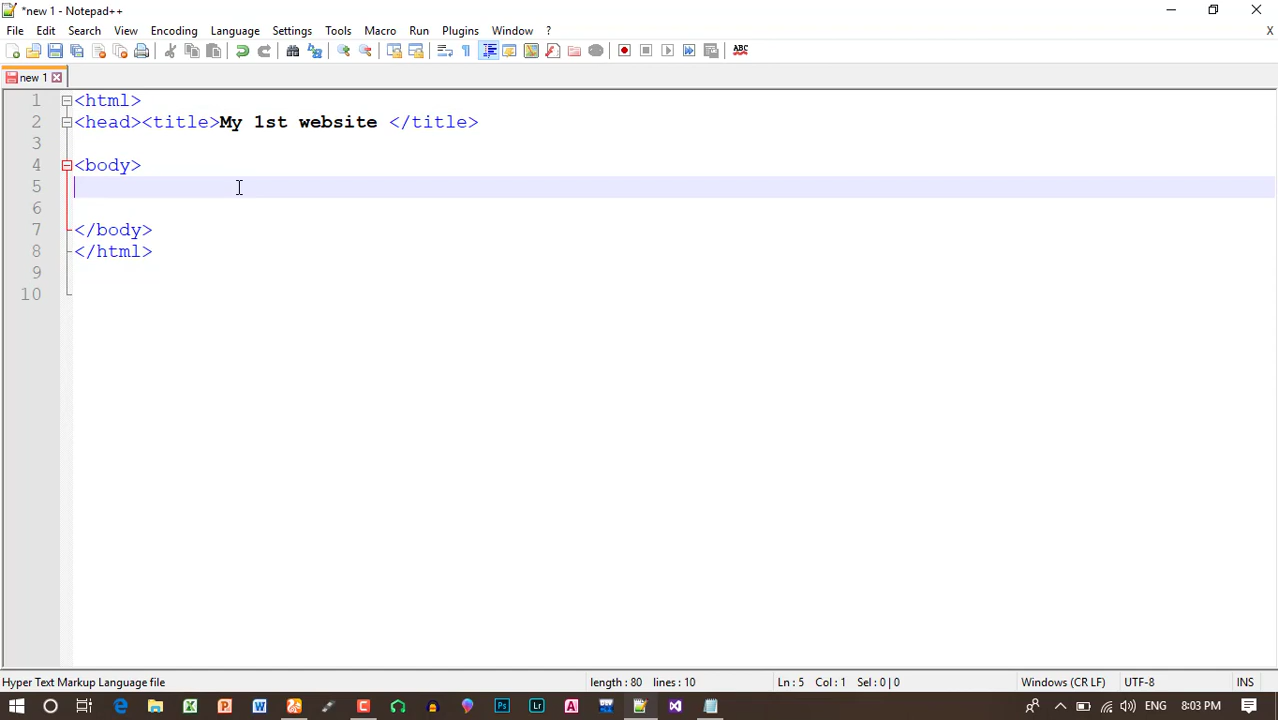 *new 1 - Notepad++
File Edit Search View Encoding Language Settings Tools Macro Run Plugins Window ? X
ABC
new 1
1 <html>
2 <head><title>My 1st website </title>
3
4 <body>
5
6
7 </body>
8 </html>
9
10
Hyper Text Markup Language file length : 80 lines : 10 Ln : 5 Col : 1 Sel : 0 | 0 Windows (CR LF) UTF-8 INS
ENG 8:03 PM